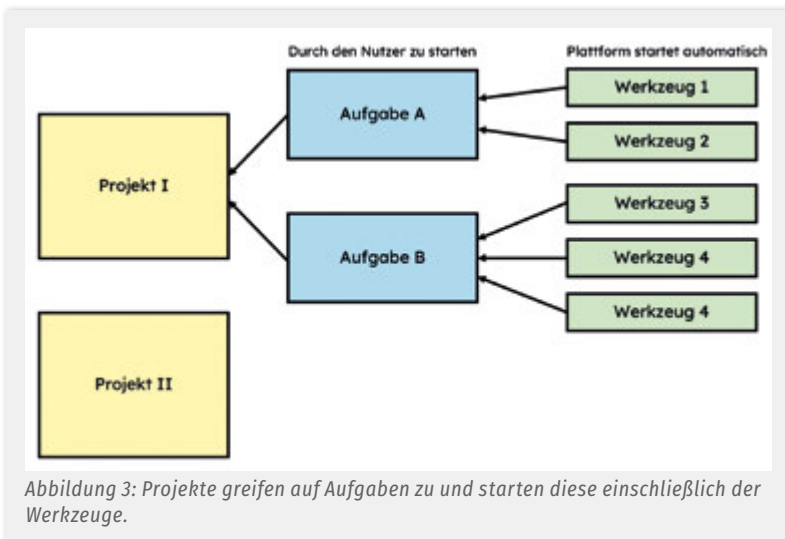 Durch den Nutzer zu starten
Plattform startet automatisch
Werkzeug 1
Aufgabe A
Werkzeug 2
Projekt I
Werkzeug 3
Aufgabe B
Werkzeug 4
Werkzeug 4
Projekt II
Abbildung 3: Projekte greifen auf Aufgaben zu und starten diese einschließlich der
Werkzeuge.